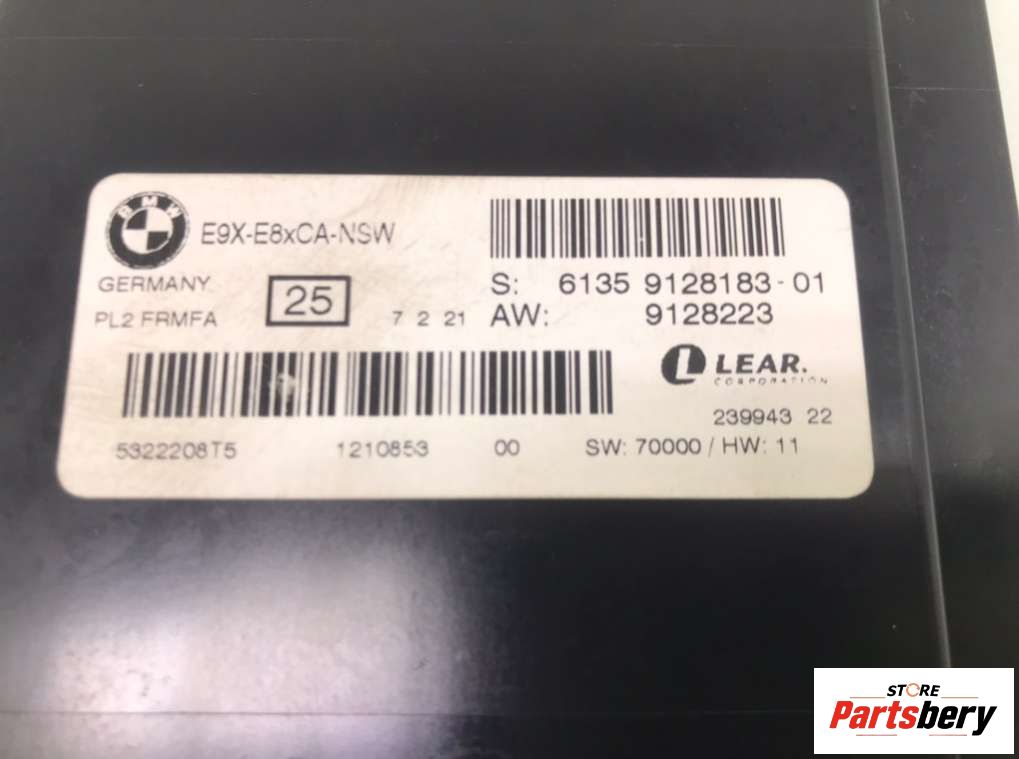 BMW
E9X-E8xCA-NSW
GERMANY
PL2 FRMFA
25
7 2 21
S: 6135 9128183-01
AW: 9128223
L LEAR.
CORPORATION
239943 22
5322208T5 1210853 00 SW: 70000 / HW: 11
STORE
Partsbery